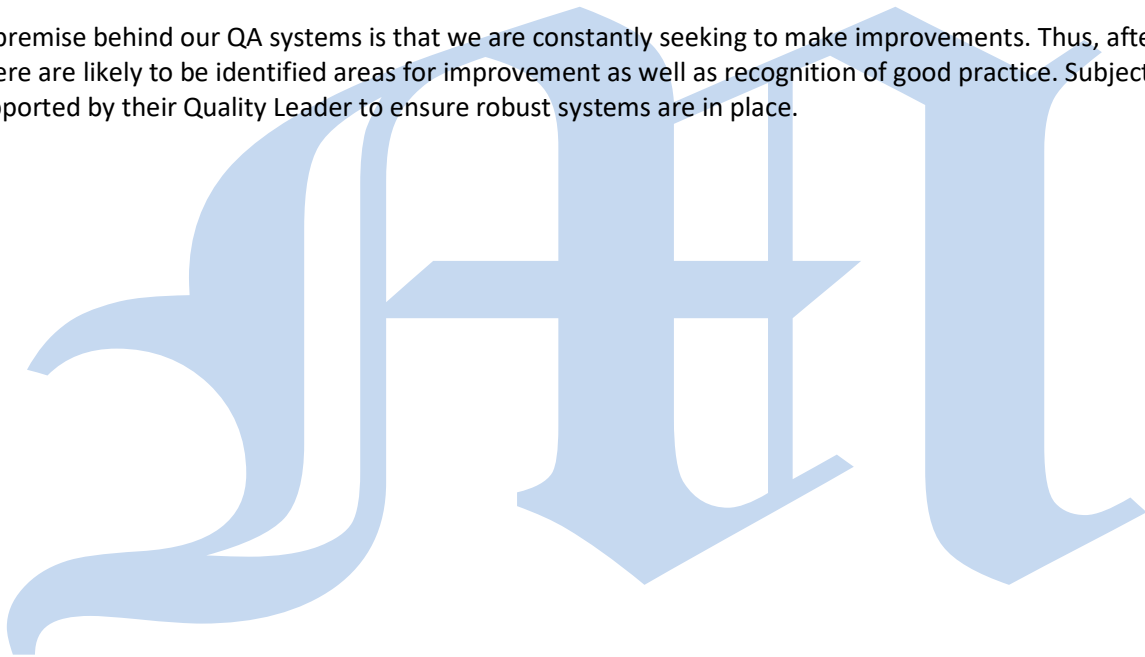 premise behind our QA systems is that we are constantly seeking to make improvements. Thus, afte
ere are likely to be identified areas for improvement as well as recognition of good practice. Subject
pported by their Quality Leader to ensure robust systems are in place.